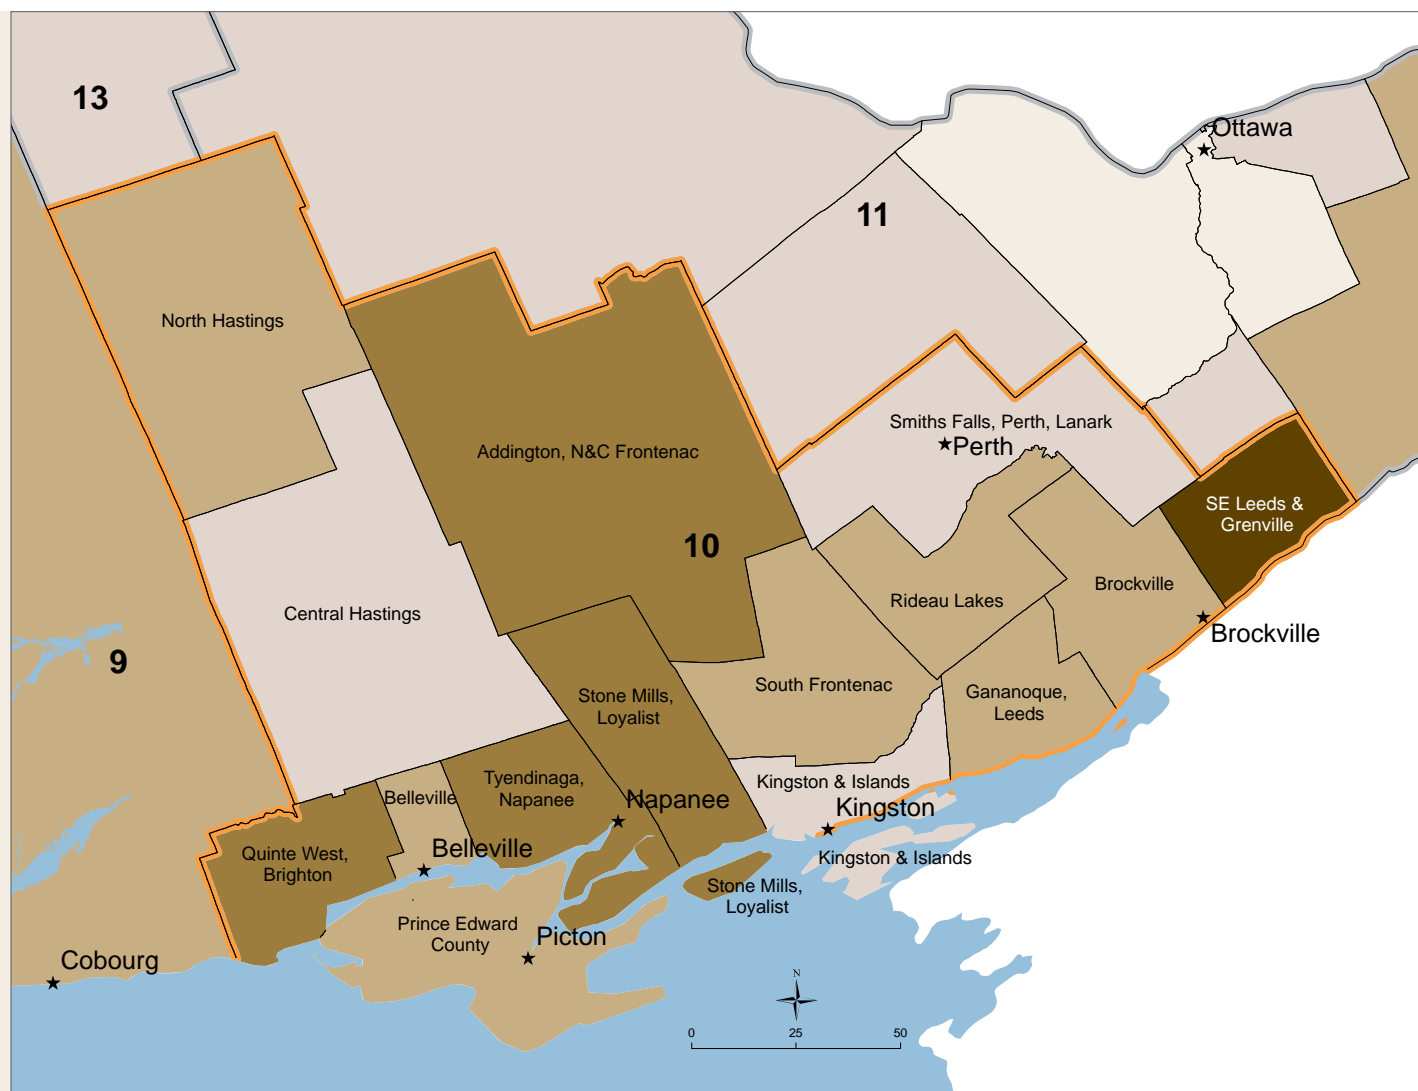 13
Ottawa
11
North Hastings
Smiths Falls, Perth, Lanark
Perth
Addington, N&C Frontenac
SE Leeds &
Grenville
10
Brockville
Rideau Lakes
Central Hastings
Brockville
9
South Frontenac
Gananoque,
Leeds
Stone Mills,
Loyalist
Tyendinaga,
Napanee
Kingston & Islands
Belleville
Napanee
Kingston
Belleville
Quinte West,
Brighton
Kingston & Islands
Stone Mills,
Loyalist
Prince Edward
County
Picton
Cobourg
N
0 25 50